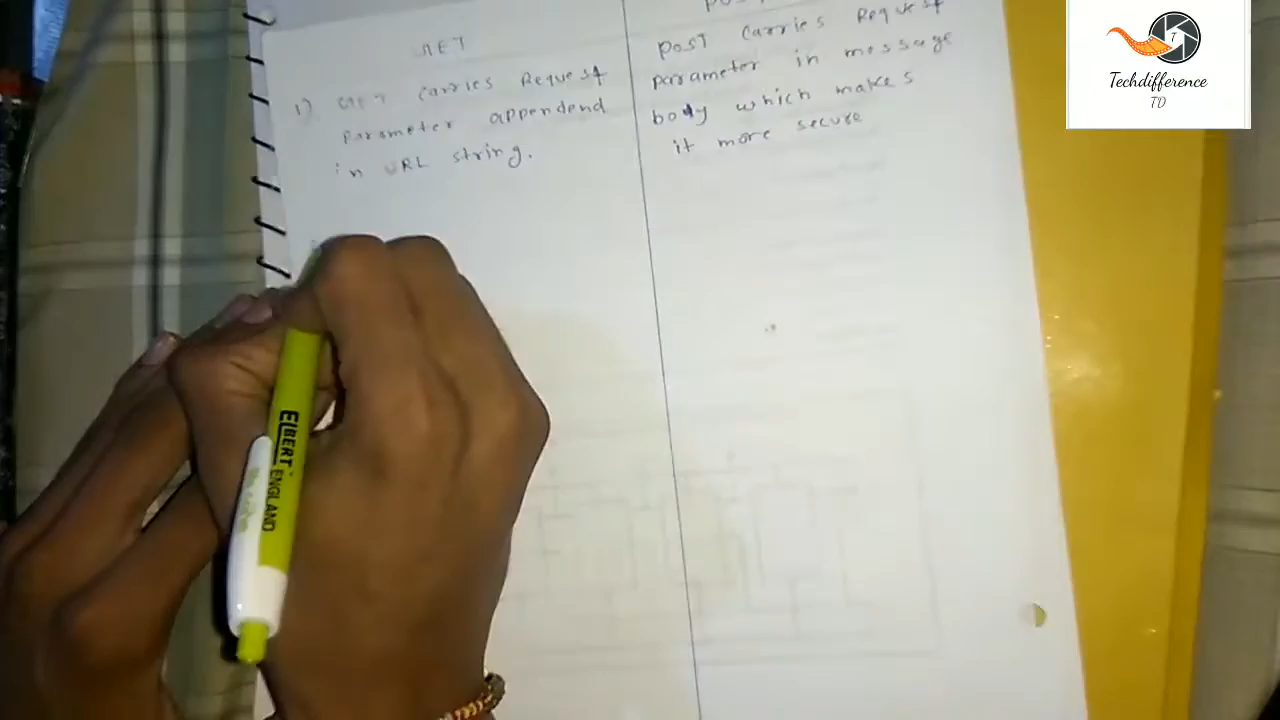 GET
1) GET carries Request
parameter appendend
in URL string.
POST carries Request
parameter in message
body which makes
it more secure
ELBERT ENGLAND
Techdifference
TD